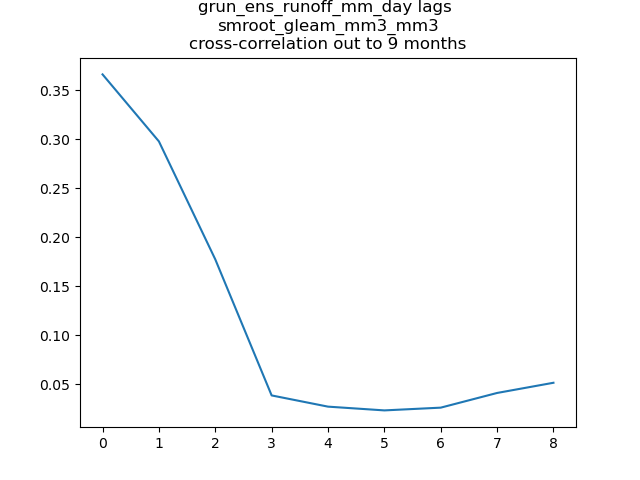 grun_ens_runoff_mm_day lags
smroot_gleam_mm3_mm3
cross-correlation out to 9 months
0.35
0.30
0.25
0.20
0.15
0.10
0.05
0 1 2 3 4 5 6 7 8